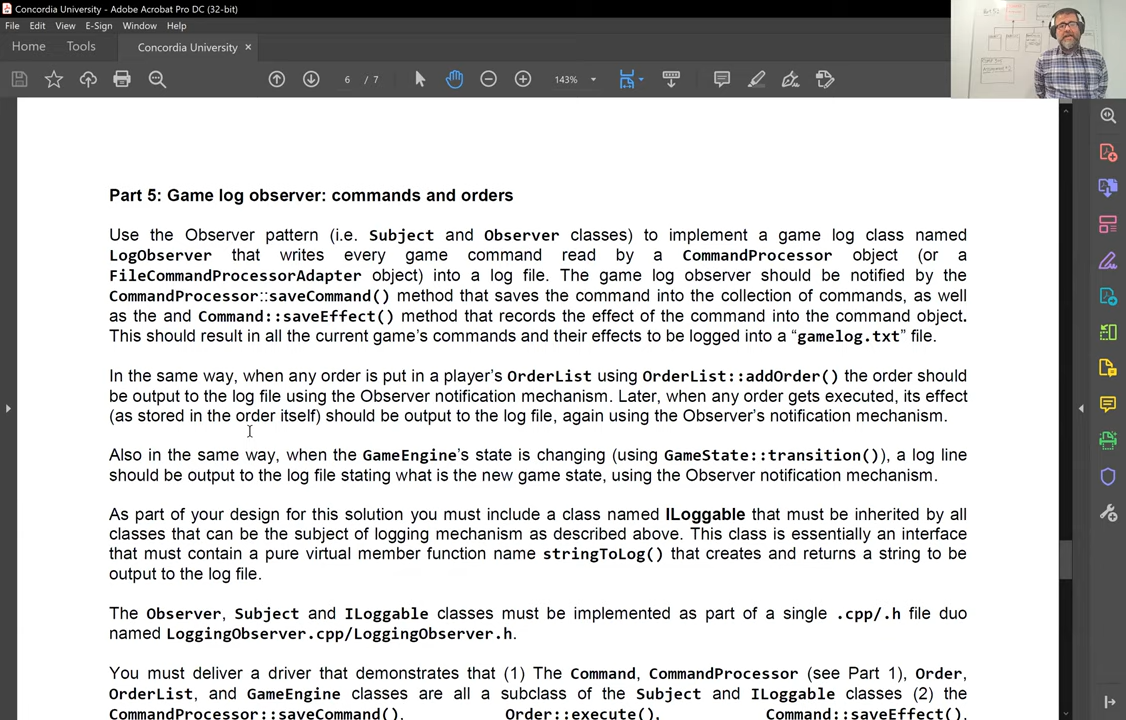 Concordia University - Adobe Acrobat Pro DC (32-bit)
File Edit View E-Sign Window Help
Home Tools Concordia University ×
6 / 7 143%
Part 5: Game log observer: commands and orders
Use the Observer pattern (i.e. Subject and Observer classes) to implement a game log class named
LogObserver that writes every game command read by a CommandProcessor object (or a
FileCommandProcessorAdapter object) into a log file. The game log observer should be notified by the
CommandProcessor::saveCommand() method that saves the command into the collection of commands, as well
as the and Command::saveEffect() method that records the effect of the command into the command object.
This should result in all the current game's commands and their effects to be logged into a “gamelog.txt” file.
In the same way, when any order is put in a player's OrderList using OrderList::addOrder() the order should
be output to the log file using the Observer notification mechanism. Later, when any order gets executed, its effect
(as stored in the order itself) should be output to the log file, again using the Observer's notification mechanism.
Also in the same way, when the GameEngine's state is changing (using GameState::transition()), a log line
should be output to the log file stating what is the new game state, using the Observer notification mechanism.
As part of your design for this solution you must include a class named ILoggable that must be inherited by all
classes that can be the subject of logging mechanism as described above. This class is essentially an interface
that must contain a pure virtual member function name stringToLog() that creates and returns a string to be
output to the log file.
The Observer, Subject and ILoggable classes must be implemented as part of a single .cpp/.h file duo
named LoggingObserver.cpp/LoggingObserver.h.
You must deliver a driver that demonstrates that (1) The Command, CommandProcessor (see Part 1), Order,
OrderList, and GameEngine classes are all a subclass of the Subject and ILoggable classes (2) the
CommandProcessor::saveCommand(), Order::execute(), Command::saveEffect(),